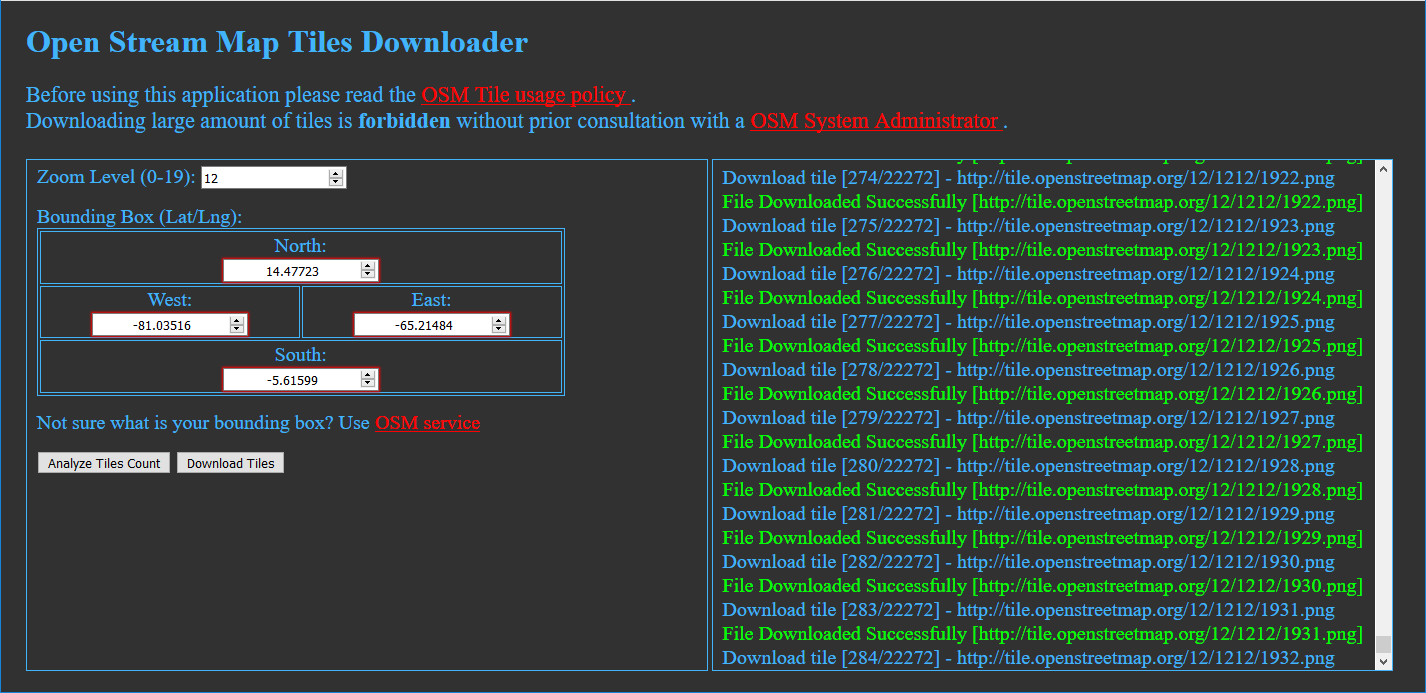 Open Stream Map Tiles Downloader
Before using this application please read the OSM Tile usage policy .
Downloading large amount of tiles is forbidden without prior consultation with a OSM System Administrator .
Zoom Level (0-19): 12
Bounding Box (Lat/Lng):
North:
14.47723
West:
-81.03516
East:
-65.21484
South:
-5.61599
Not sure what is your bounding box? Use OSM service
Analyze Tiles Count
Download Tiles
Download tile [274/22272] - http://tile.openstreetmap.org/12/1212/1922.png
File Downloaded Successfully [http://tile.openstreetmap.org/12/1212/1922.png]
Download tile [275/22272] - http://tile.openstreetmap.org/12/1212/1923.png
File Downloaded Successfully [http://tile.openstreetmap.org/12/1212/1923.png]
Download tile [276/22272] - http://tile.openstreetmap.org/12/1212/1924.png
File Downloaded Successfully [http://tile.openstreetmap.org/12/1212/1924.png]
Download tile [277/22272] - http://tile.openstreetmap.org/12/1212/1925.png
File Downloaded Successfully [http://tile.openstreetmap.org/12/1212/1925.png]
Download tile [278/22272] - http://tile.openstreetmap.org/12/1212/1926.png
File Downloaded Successfully [http://tile.openstreetmap.org/12/1212/1926.png]
Download tile [279/22272] - http://tile.openstreetmap.org/12/1212/1927.png
File Downloaded Successfully [http://tile.openstreetmap.org/12/1212/1927.png]
Download tile [280/22272] - http://tile.openstreetmap.org/12/1212/1928.png
File Downloaded Successfully [http://tile.openstreetmap.org/12/1212/1928.png]
Download tile [281/22272] - http://tile.openstreetmap.org/12/1212/1929.png
File Downloaded Successfully [http://tile.openstreetmap.org/12/1212/1929.png]
Download tile [282/22272] - http://tile.openstreetmap.org/12/1212/1930.png
File Downloaded Successfully [http://tile.openstreetmap.org/12/1212/1930.png]
Download tile [283/22272] - http://tile.openstreetmap.org/12/1212/1931.png
File Downloaded Successfully [http://tile.openstreetmap.org/12/1212/1931.png]
Download tile [284/22272] - http://tile.openstreetmap.org/12/1212/1932.png